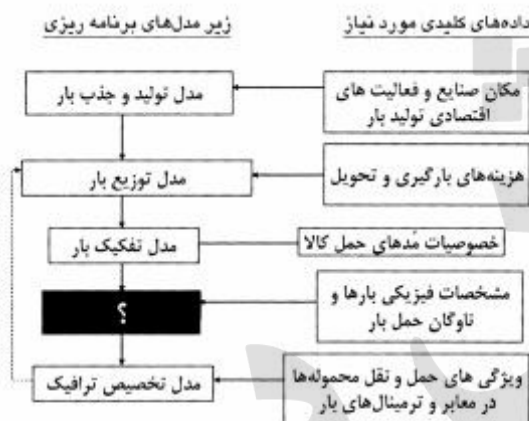 داده‌های کلیدی مورد نیاز
زیر مدل‌های برنامه ریزی
مکان صنایع و فعالیت های
اقتصادی تولید بار
مدل تولید و جذب بار
هزینه‌های بارگیری و تحویل
مدل توزیع بار
خصوصیات مُدهای حمل کالا
مدل تفکیک بار
مشخصات فیزیکی بارها و
ناوگان حمل بار
؟
ویژگی های حمل و نقل محموله‌ها
در معابر و ترمینال‌های بار
مدل تخصیص ترافیک